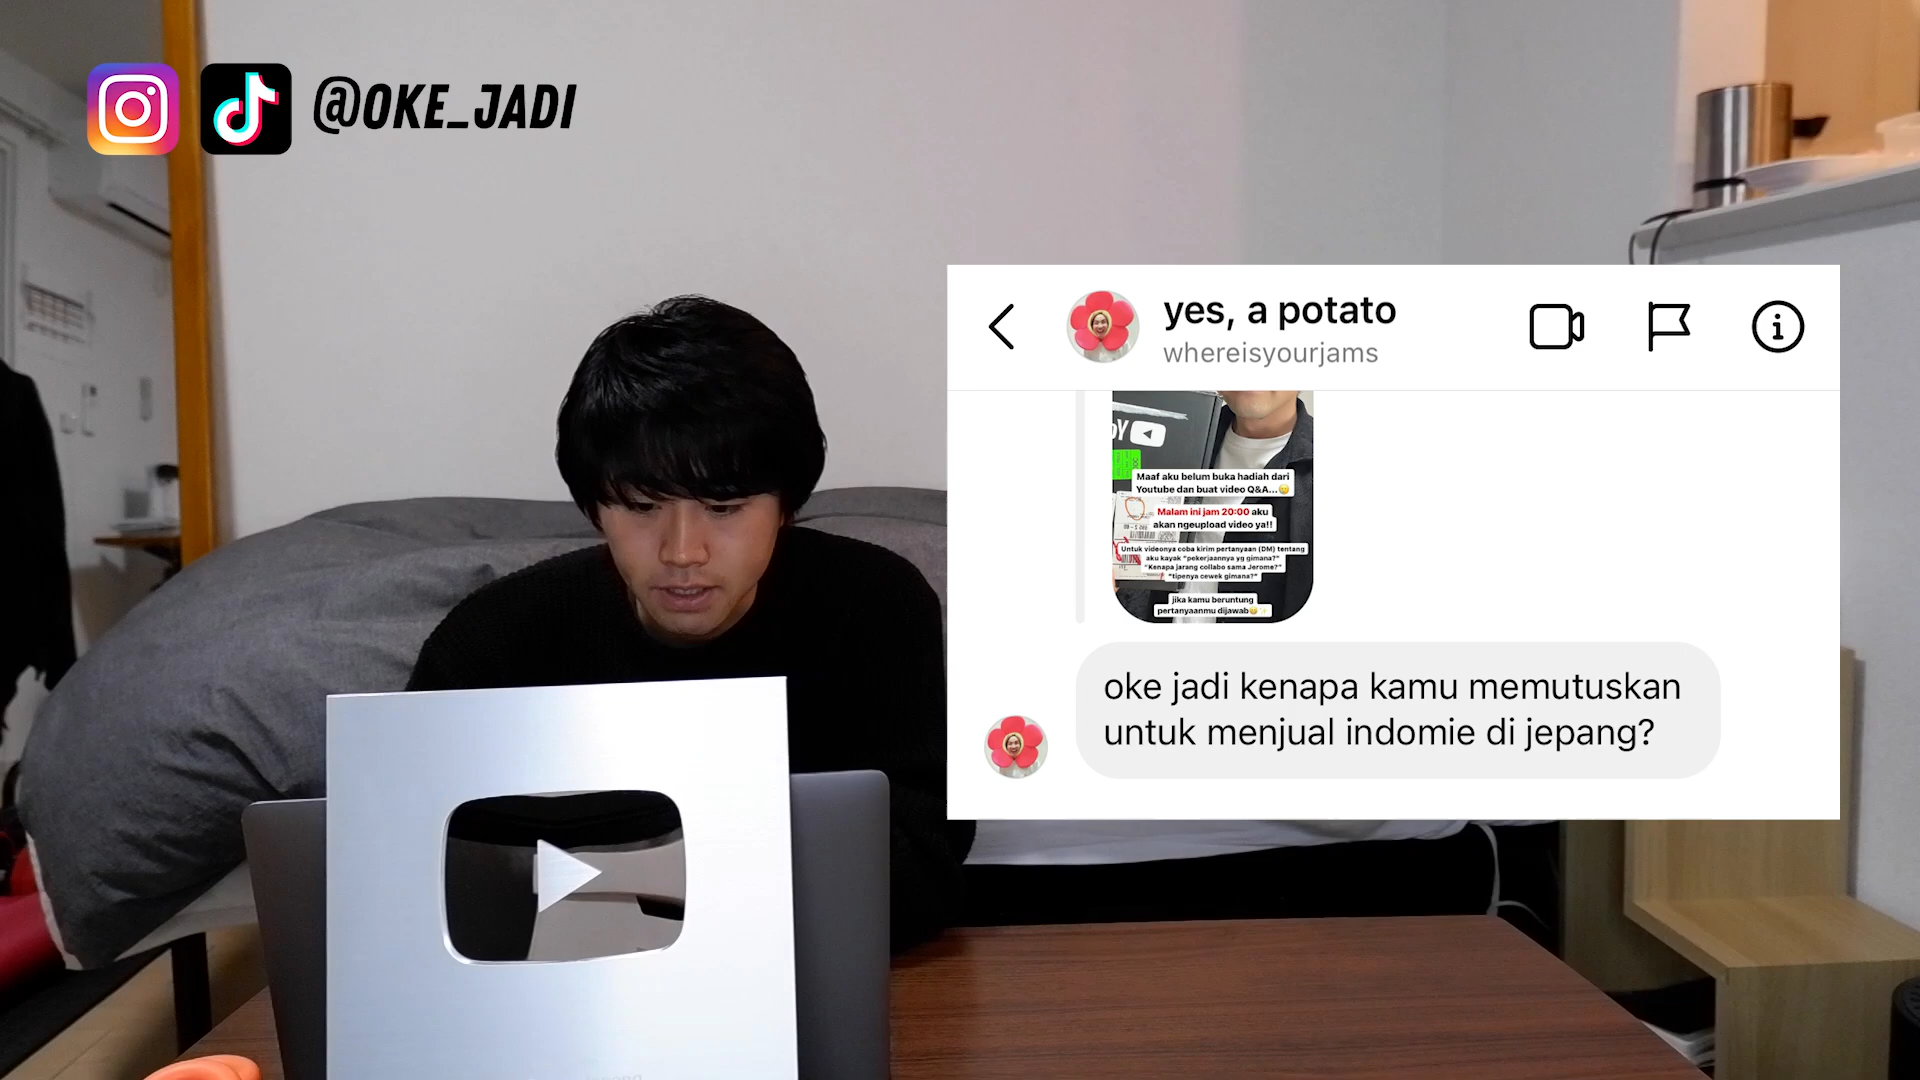 @OKE_JADI
yes, a potato
whereisyourjams
Maaf aku belum buka hadiah dari
Youtube dan buat video Q&A...😁
Malam ini jam 20:00 aku
akan ngeupload video ya!!
Untuk videonya coba kirim pertanyaan (DM) tentang
aku kayak "pekerjaannya yg gimana?"
"Kenapa jarang collabo sama Jerome?"
"tipenya cewek gimana?"
jika kamu beruntung
pertanyaanmu dijawab😁✨
oke jadi kenapa kamu memutuskan
untuk menjual indomie di jepang?